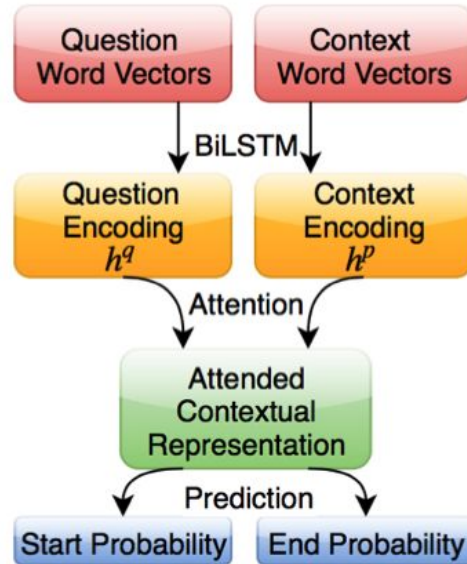 Question
Word Vectors
Context
Word Vectors
BiLSTM
Question
Encoding
h^q
Context
Encoding
h^p
Attention
Attended
Contextual
Representation
Prediction
Start Probability
End Probability